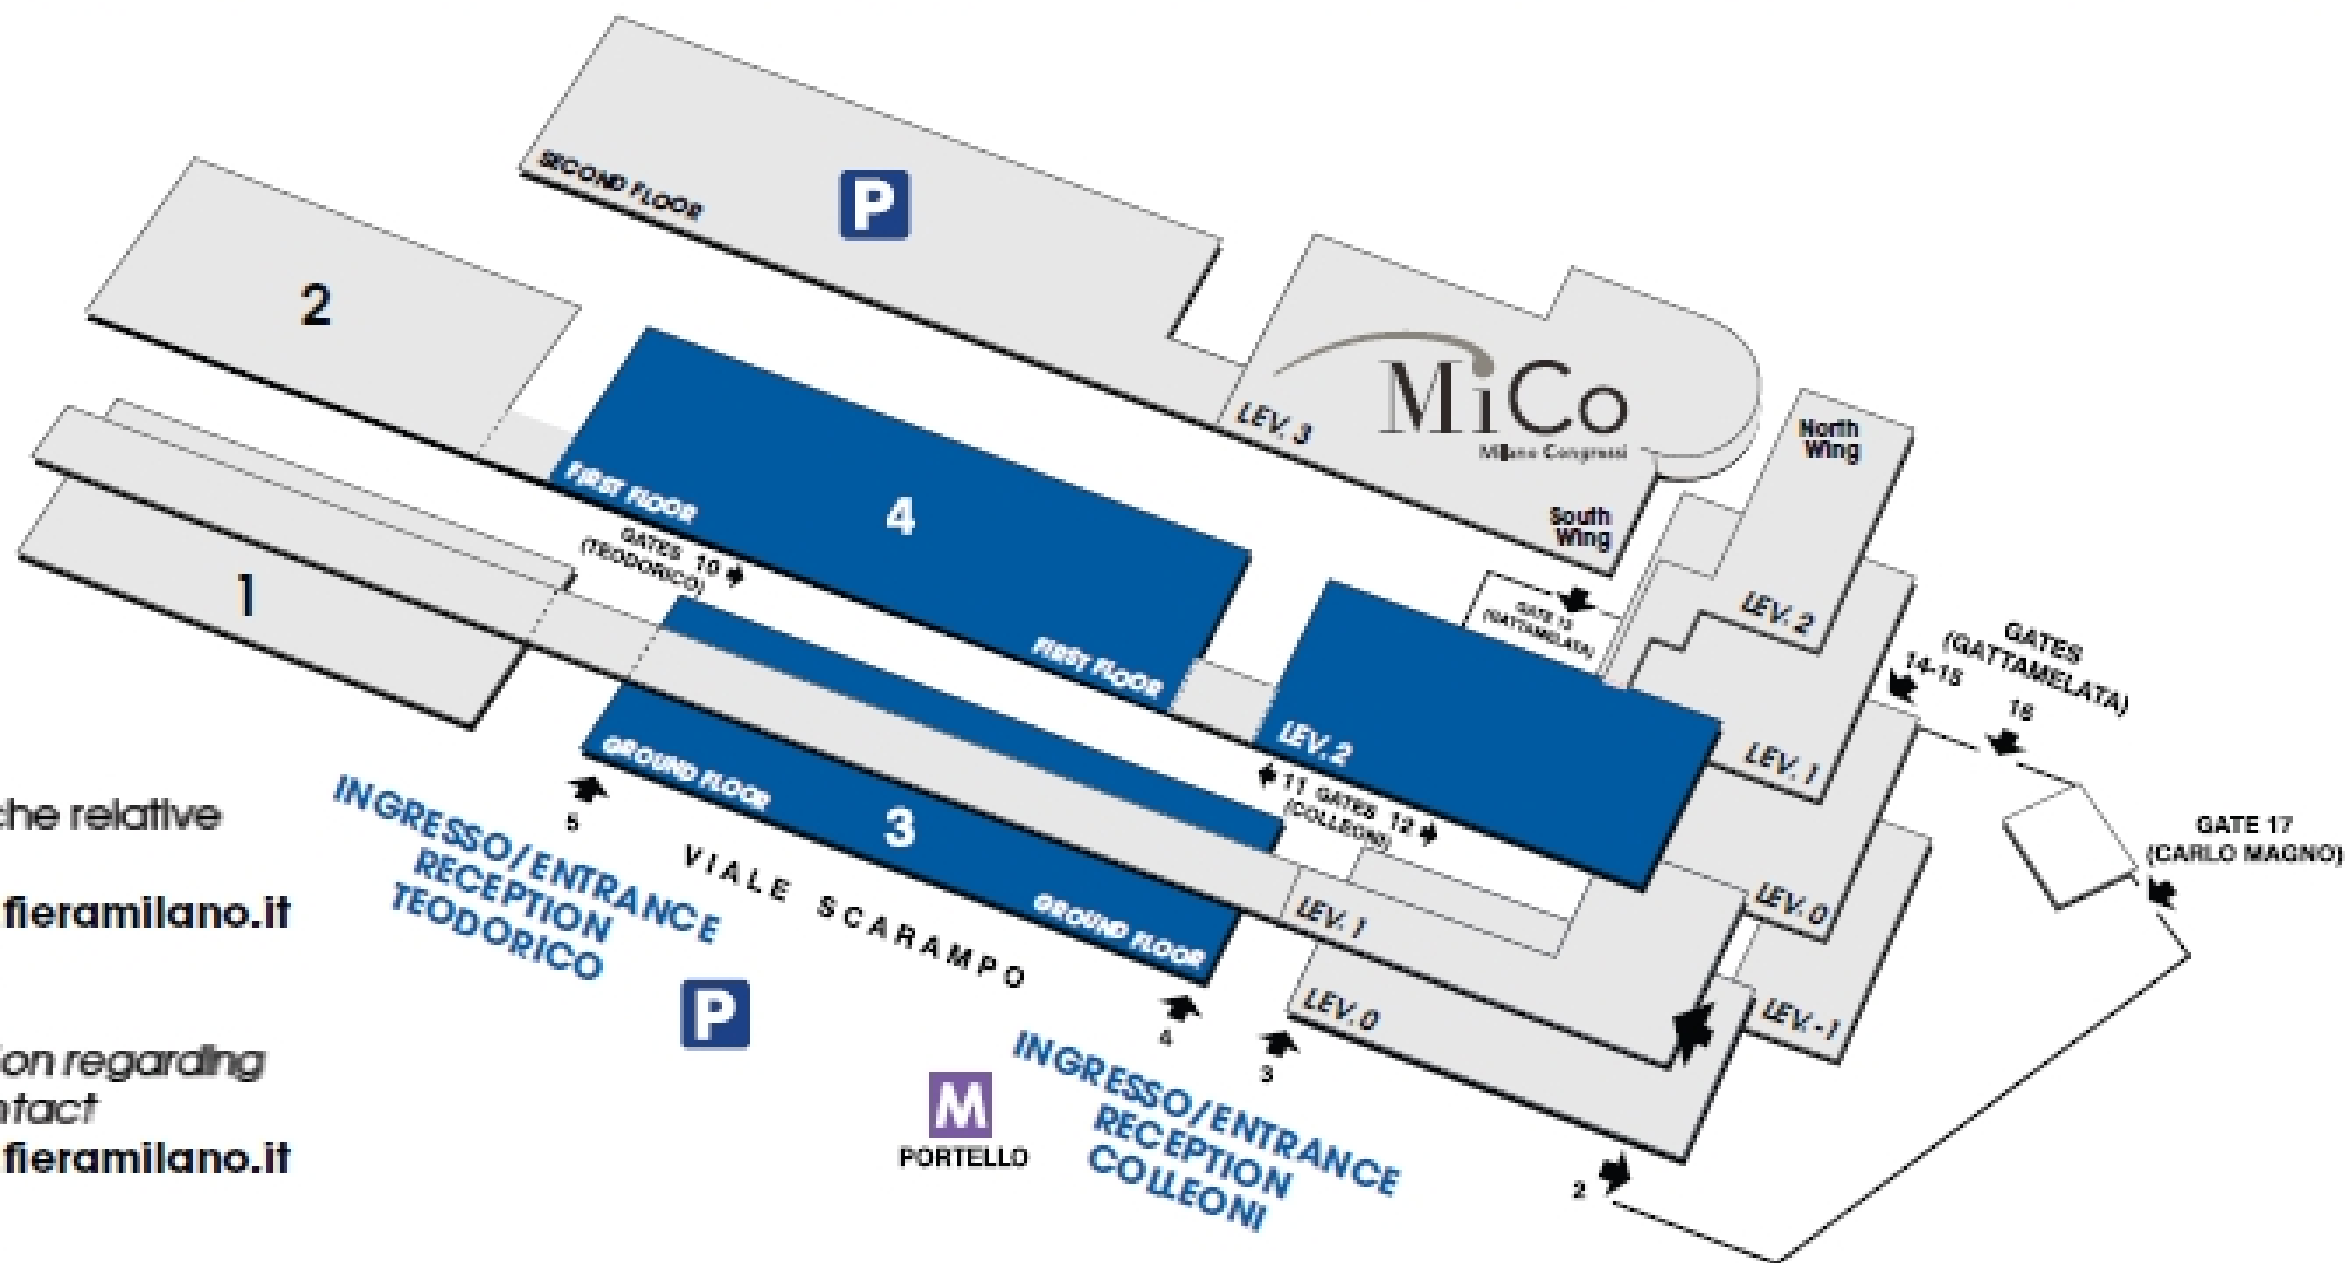 SECOND FLOOR
P
2
MiCo
Milano Congressi
LEV. 3
North
Wing
South
Wing
4
FIRST FLOOR
FIRST FLOOR
GATES 10
(TEODORICO)
1
LEV. 2
GATE 13
(GATTAMELATA)
LEV. 2
GATES
(GATTAMELATA)
14-15
16
LEV. 1
11 GATES 12
(COLLEONI)
GATE 17
(CARLO MAGNO)
GROUND FLOOR
3
GROUND FLOOR
5
LEV. 1
LEV. 0
LEV. 0
LEV. -1
VIALE SCARAMPO
INGRESSO/ENTRANCE
RECEPTION
TEODORICO
P
4
3
2
M
PORTELLO
INGRESSO/ENTRANCE
RECEPTION
COLLEONI
che relative
fieramilano.it
ion regarding
ntact
fieramilano.it